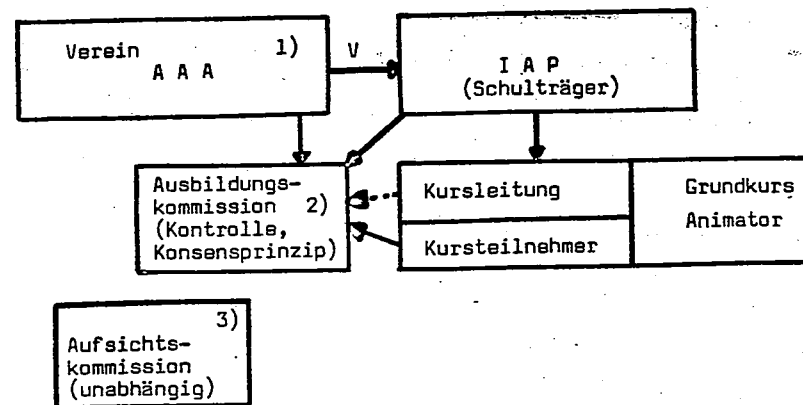 Verein 1)
A A A
V
I A P
(Schulträger)
Ausbildungs-
kommission 2)
(Kontrolle,
Konsensprinzip)
Kursleitung
Kursteilnehmer
Grundkurs
Animator
3)
Aufsichts-
kommission
(unabhängig)